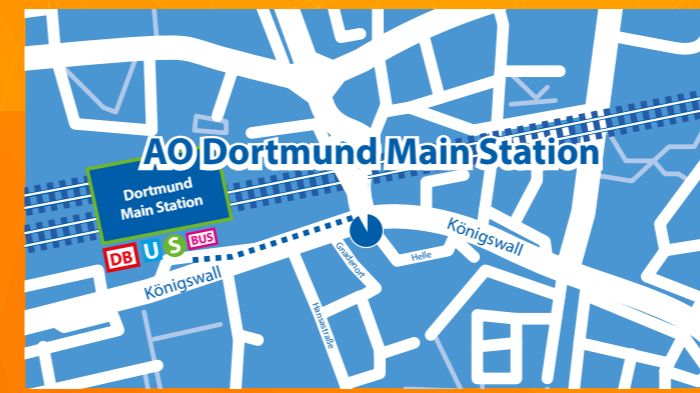 AO Dortmund Main Station
Dortmund
Main Station
DB U S BUS
Königswall
Königswall
Gnadenort
Helle
Hansastraße